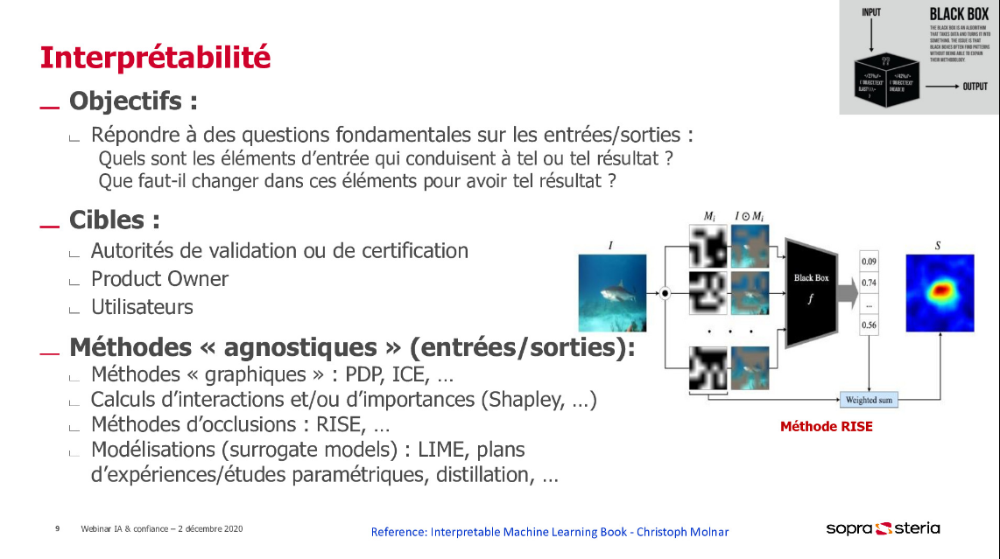 Interprétabilité
Objectifs :
Répondre à des questions fondamentales sur les entrées/sorties :
Quels sont les éléments d’entrée qui conduisent à tel ou tel résultat ?
Que faut-il changer dans ces éléments pour avoir tel résultat ?
Cibles :
Autorités de validation ou de certification
Product Owner
Utilisateurs
Méthodes « agnostiques » (entrées/sorties):
Méthodes « graphiques » : PDP, ICE, …
Calculs d’interactions et/ou d’importances (Shapley, …)
Méthodes d’occlusions : RISE, …
Modélisations (surrogate models) : LIME, plans
d’expériences/études paramétriques, distillation, …
INPUT
BLACK BOX
THE BLACK BOX IS AN ALGORITHM
THAT TAKES DATA AND TURNS IT INTO
SOMETHING. THE ISSUE IS THAT
BLACK BOXES OFTEN FIND PATTERNS
WITHOUT BEING ABLE TO EXPLAIN
THEIR METHODOLOGY.
OUTPUT
I
M_i
I ⊙ M_i
Black Box
f
0.09
0.74
...
0.56
S
Weighted sum
Méthode RISE
9
Webinar IA & confiance – 2 décembre 2020
Reference: Interpretable Machine Learning Book - Christoph Molnar
sopra steria